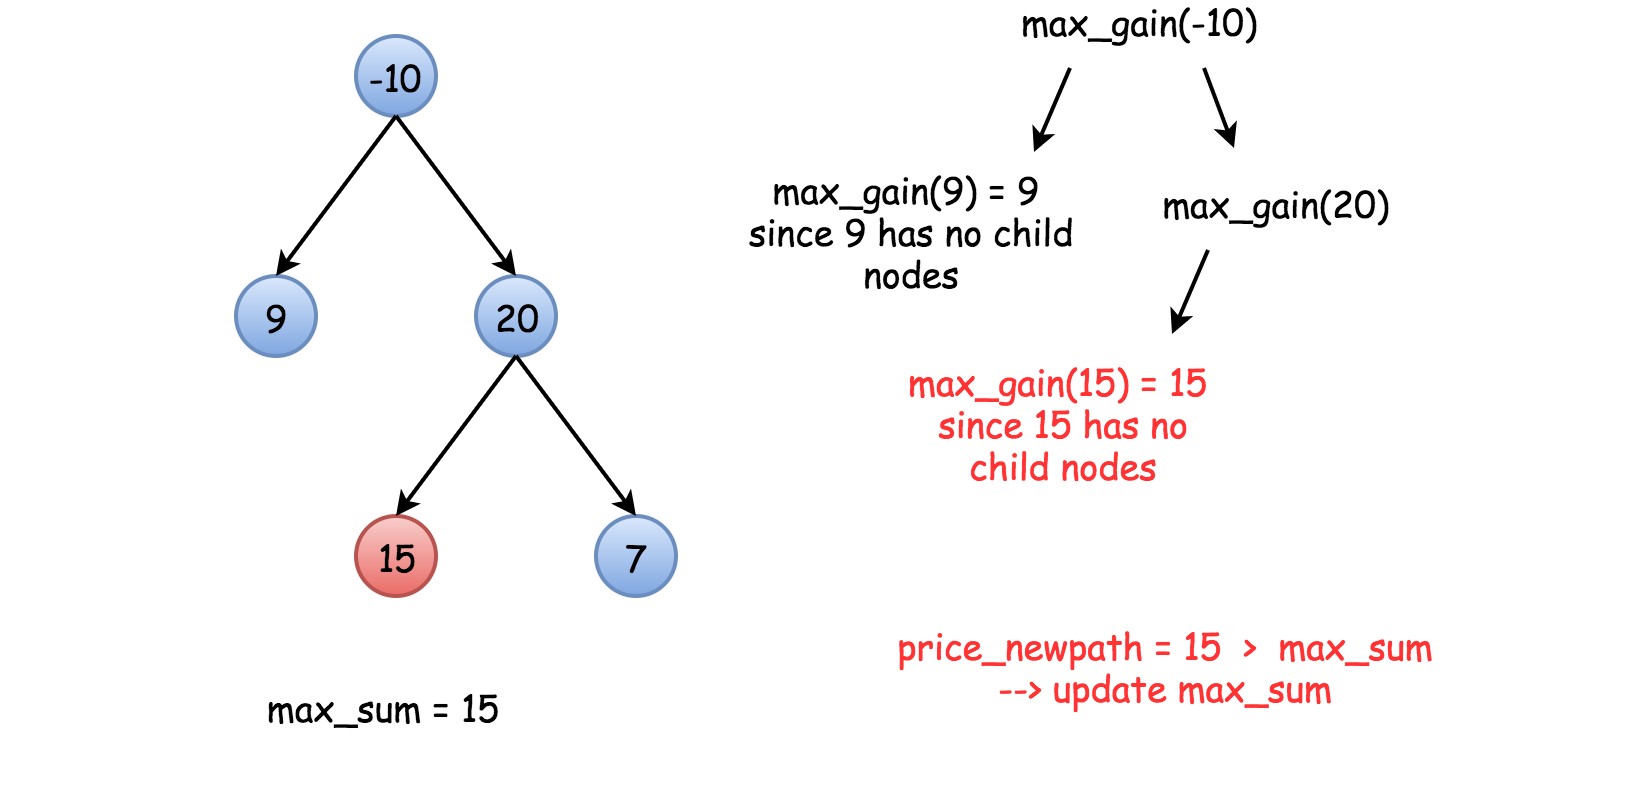 -10
9
20
15
7
max_sum = 15
max_gain(-10)
max_gain(9) = 9
since 9 has no child
nodes
max_gain(20)
max_gain(15) = 15
since 15 has no
child nodes
price_newpath = 15 > max_sum
--> update max_sum